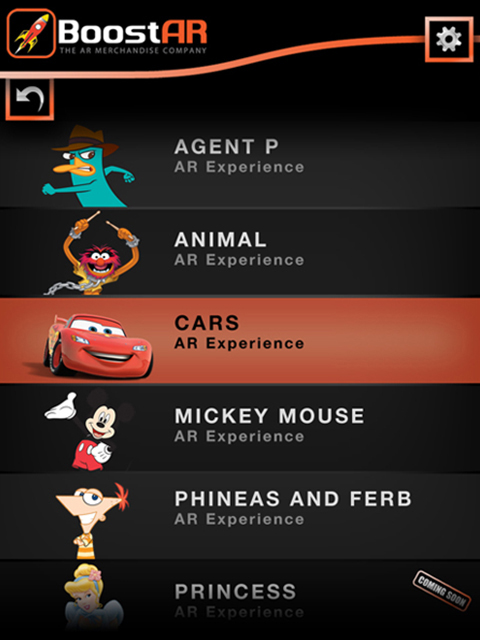 BoostAR
THE AR MERCHANDISE COMPANY
AGENT P
AR Experience
ANIMAL
AR Experience
CARS
AR Experience
MICKEY MOUSE
AR Experience
PHINEAS AND FERB
AR Experience
PRINCESS
AR Experience
COMING SOON